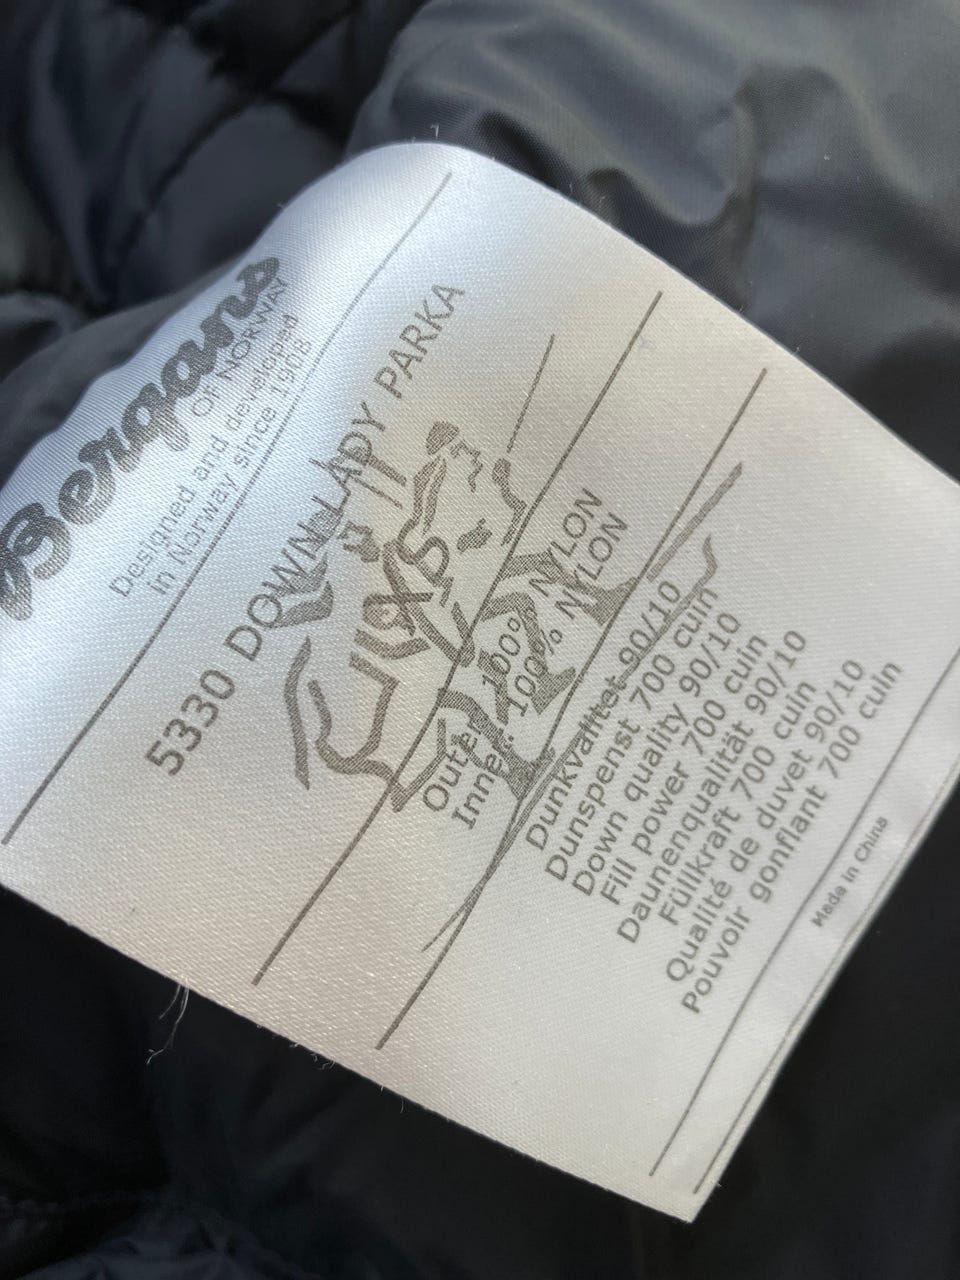 Bergans
OF NORWAY
Designed and developed
in Norway since 1908
5330 DOWN LADY PARKA
XS
Outer: 100% NYLON
Inner: 100% NYLON
Dunkvalitet 90/10
Dunspenst 700 cuin
Down quality 90/10
Fill power 700 cuin
Daunenqualität 90/10
Füllkraft 700 cuin
Qualité de duvet 90/10
Pouvoir gonflant 700 cuin
Made in China